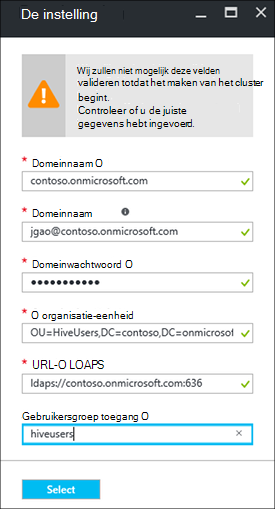 De instelling
Wij zullen niet mogelijk deze velden
valideren totdat het maken van het cluster
begint.
Controleer of u de juiste
gegevens hebt ingevoerd.
* Domeinnaam O
contoso.onmicrosoft.com
* Domeinnaam
jgao@contoso.onmicrosoft.com
* Domeinwachtwoord O
•••••••••••
* O organisatie-eenheid
OU=HiveUsers,DC=contoso,DC=onmicrosof
* URL-O LOAPS
ldaps://contoso.onmicrosoft.com:636
Gebruikersgroep toegang O
hiveusers
Select